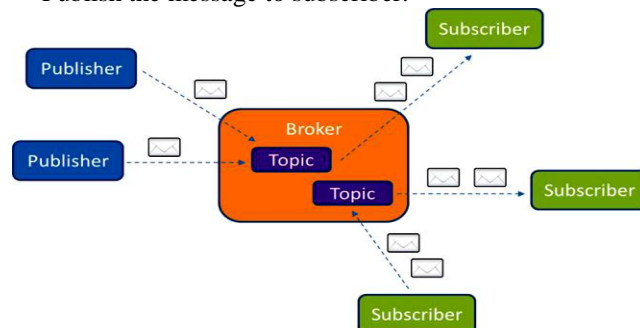 Publish the message to subscriber.
Subscriber
Publisher
Broker
Publisher
Topic
Topic
Subscriber
Subscriber